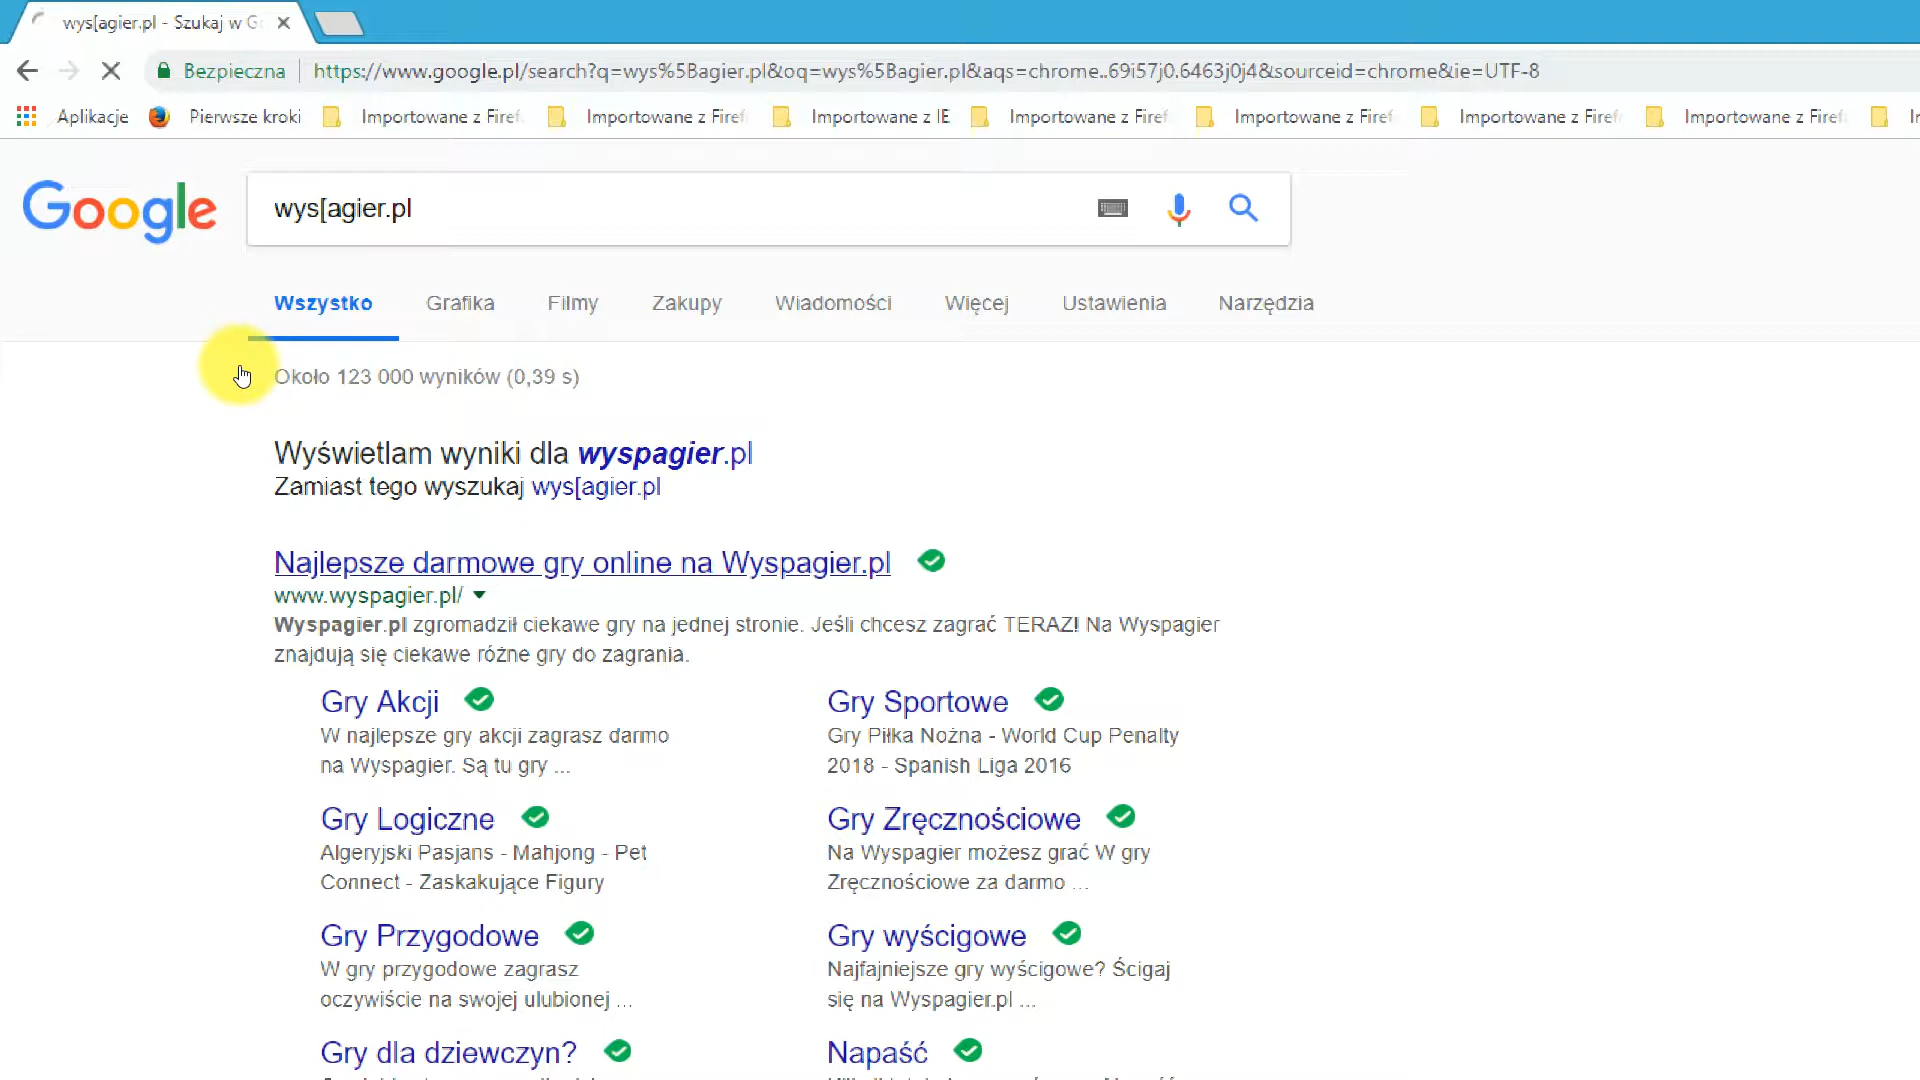 wys[agier.pl - Szukaj w G
Bezpieczna https://www.google.pl/search?q=wys%5Bagier.pl&oq=wys%5Bagier.pl&aqs=chrome..69i57j0.6463j0j4&sourceid=chrome&ie=UTF-8
Aplikacje Pierwsze kroki Importowane z Firef Importowane z Firef Importowane z IE Importowane z Firef Importowane z Firef Importowane z Firef Importowane z Firef
Google wys[agier.pl
Wszystko Grafika Filmy Zakupy Wiadomości Więcej Ustawienia Narzędzia
Około 123 000 wyników (0,39 s)
Wyświetlam wyniki dla wyspagier.pl
Zamiast tego wyszukaj wys[agier.pl
Najlepsze darmowe gry online na Wyspagier.pl
www.wyspagier.pl/
Wyspagier.pl zgromadził ciekawe gry na jednej stronie. Jeśli chcesz zagrać TERAZ! Na Wyspagier
znajdują się ciekawe różne gry do zagrania.
Gry Akcji
W najlepsze gry akcji zagrasz darmo
na Wyspagier. Są tu gry ...
Gry Sportowe
Gry Piłka Nożna - World Cup Penalty
2018 - Spanish Liga 2016
Gry Logiczne
Algeryjski Pasjans - Mahjong - Pet
Connect - Zaskakujące Figury
Gry Zręcznościowe
Na Wyspagier możesz grać W gry
Zręcznościowe za darmo ...
Gry Przygodowe
W gry przygodowe zagrasz
oczywiście na swojej ulubionej ...
Gry wyścigowe
Najfajniejsze gry wyścigowe? Ścigaj
się na Wyspagier.pl ...
Gry dla dziewczyn?
Napaść